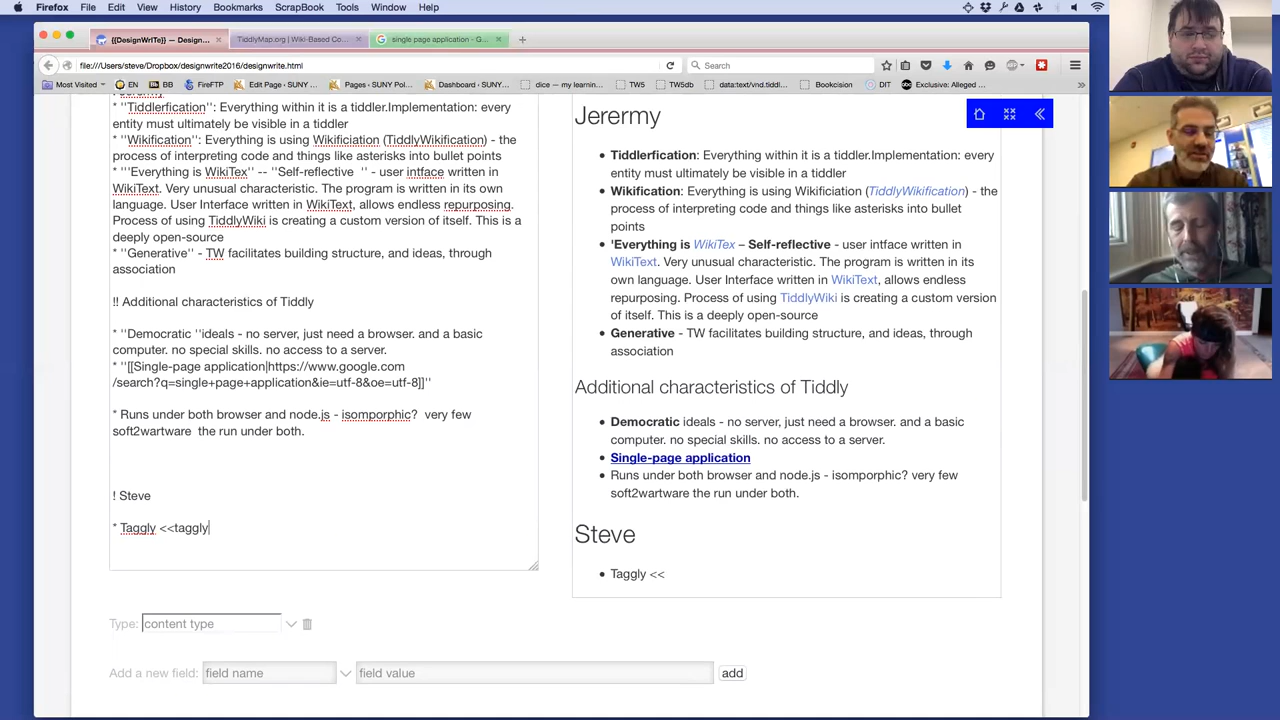 Firefox File Edit View History Bookmarks ScrapBook Tools Window Help
{{DesignWrITe}} — Design... TiddlyMap.org | Wiki-Based Co... single page application - G...
file:///Users/steve/Dropbox/designwrite2016/designwrite.html Search
Most Visited EN BB FireFTP Edit Page - SUNY ... Pages - SUNY Pol... Dashboard - SUNY... dice — my interactiv... TW5 TW5db data:text/vnd.tiddly... Bookcision DIT Exclusive: Alleged ...
* ''Tiddlerfication'': Everything within it is a tiddler.Implementation: every
entity must ultimately be visible in a tiddler
* ''Wikification'': Everything is using Wikificiation (TiddlyWikification) - the
process of interpreting code and things like asterisks into bullet points
* '''Everything is WikiTex'' -- ''Self-reflective '' - user intface written in
WikiText. Very unusual characteristic. The program is written in its own
language. User Interface written in WikiText, allows endless repurposing.
Process of using TiddlyWiki is creating a custom version of itself. This is a
deeply open-source
* ''Generative'' - TW facilitates building structure, and ideas, through
association
!! Additional characteristics of Tiddly
* ''Democratic ''ideals - no server, just need a browser. and a basic
computer. no special skills. no access to a server.
* ''[[Single-page application|https://www.google.com
/search?q=single+page+application&ie=utf-8&oe=utf-8]]''
* Runs under both browser and node.js - isomporphic? very few
soft2wartware the run under both.
! Steve
* Taggly <<taggly
Jerermy
Tiddlerfication: Everything within it is a tiddler.Implementation: every
entity must ultimately be visible in a tiddler
Wikification: Everything is using Wikificiation (TiddlyWikification) - the
process of interpreting code and things like asterisks into bullet
points
'Everything is WikiTex – Self-reflective - user intface written in
WikiText. Very unusual characteristic. The program is written in its
own language. User Interface written in WikiText, allows endless
repurposing. Process of using TiddlyWiki is creating a custom version
of itself. This is a deeply open-source
Generative - TW facilitates building structure, and ideas, through
association
Additional characteristics of Tiddly
Democratic ideals - no server, just need a browser. and a basic
computer. no special skills. no access to a server.
Single-page application
Runs under both browser and node.js - isomporphic? very few
soft2wartware the run under both.
Steve
Taggly <<
Type: content type
Add a new field: field name field value add